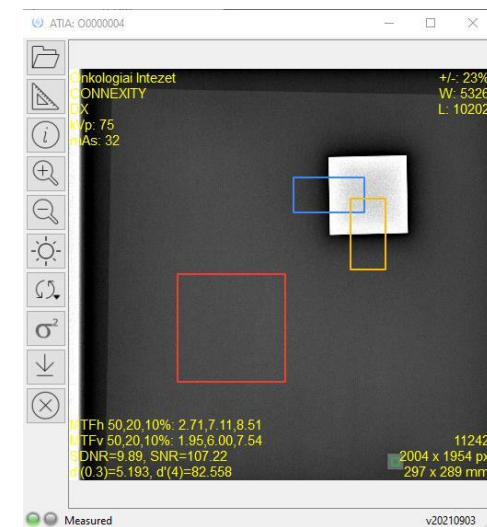 ATIA: O0000004
Onkologiai Intezet
CONNEXITY
DX
kVp: 75
mAs: 32
+/-: 23%
W: 5326
L: 10202
MTFh 50,20,10%: 2.71,7.11,8.51
MTFv 50,20,10%: 1.95,6.00,7.54
SDNR=9.89, SNR=107.22
d'(0.3)=5.193, d'(4)=82.558
11242
2004 x 1954 px
297 x 289 mm
Measured
v20210903